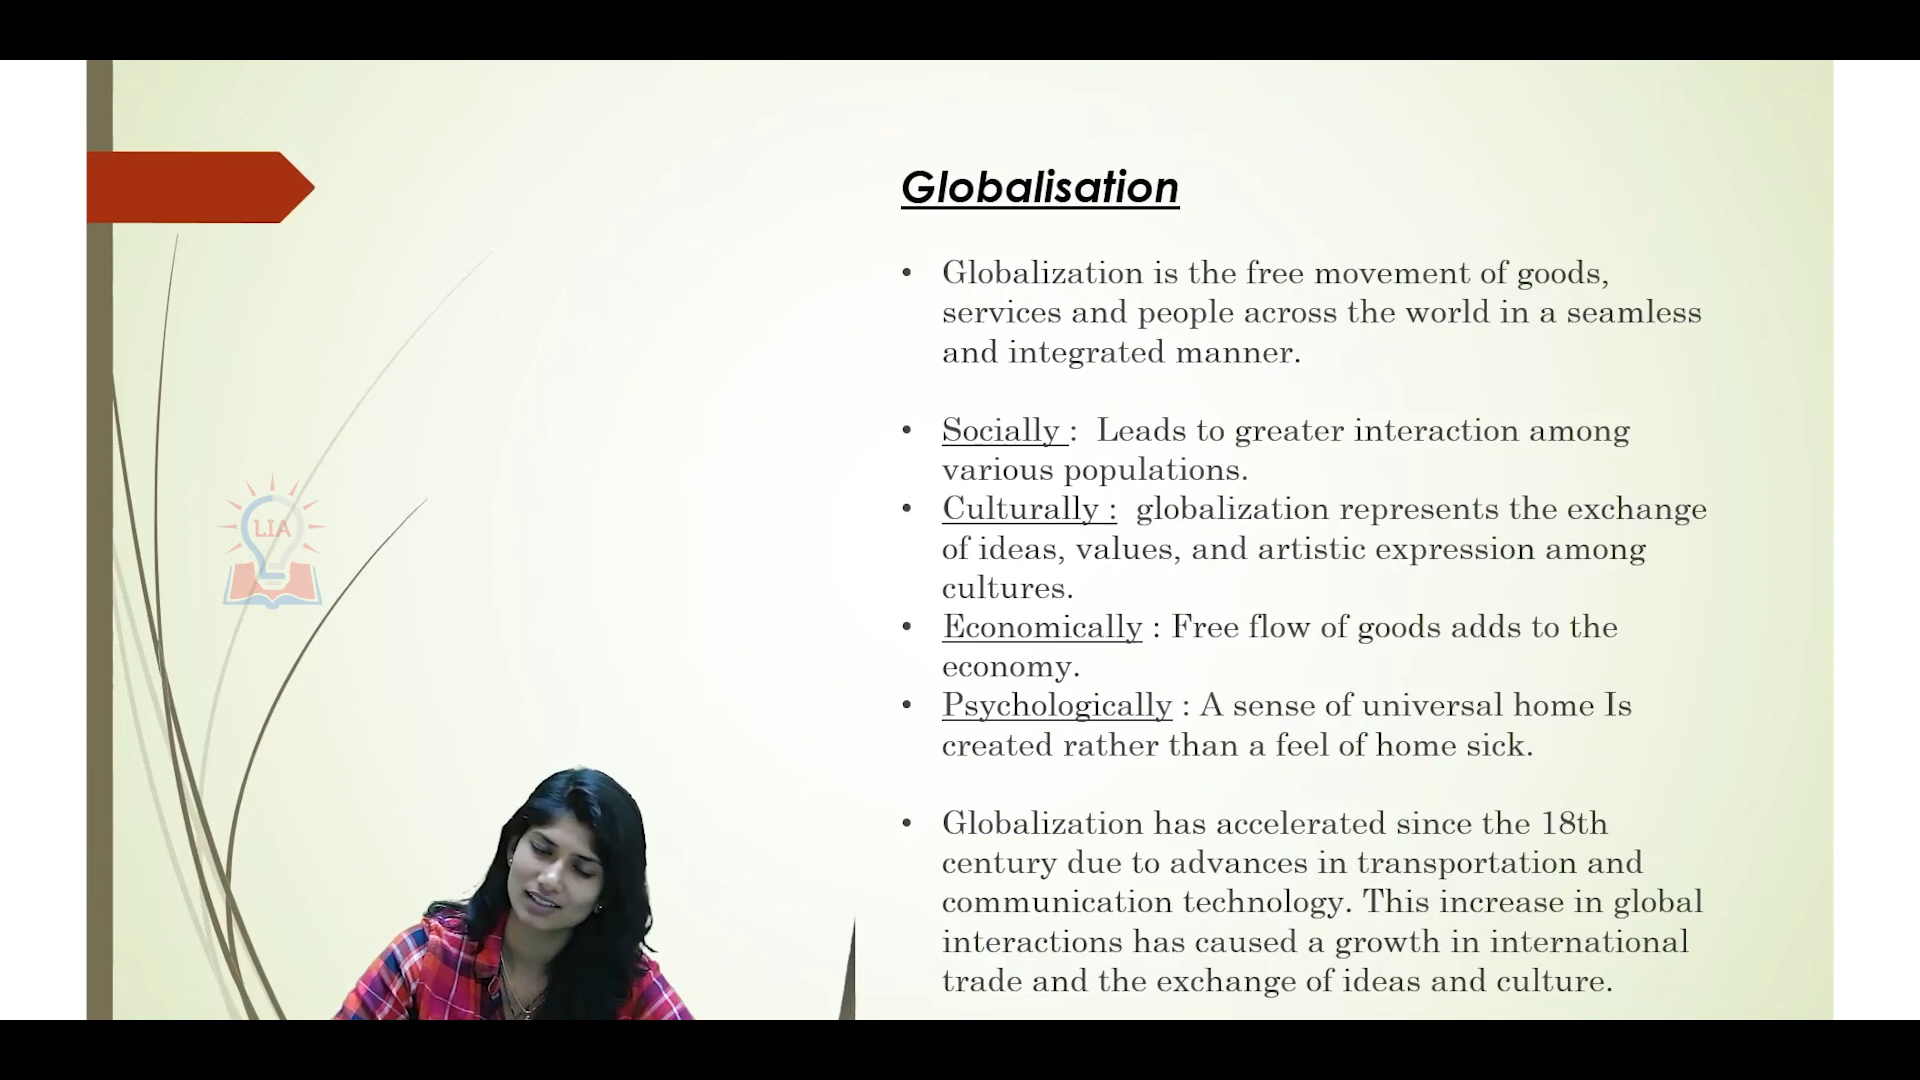 Globalisation
• Globalization is the free movement of goods,
services and people across the world in a seamless
and integrated manner.
• Socially : Leads to greater interaction among
various populations.
• Culturally : globalization represents the exchange
of ideas, values, and artistic expression among
cultures.
• Economically : Free flow of goods adds to the
economy.
• Psychologically : A sense of universal home Is
created rather than a feel of home sick.
• Globalization has accelerated since the 18th
century due to advances in transportation and
communication technology. This increase in global
interactions has caused a growth in international
trade and the exchange of ideas and culture.
LIA